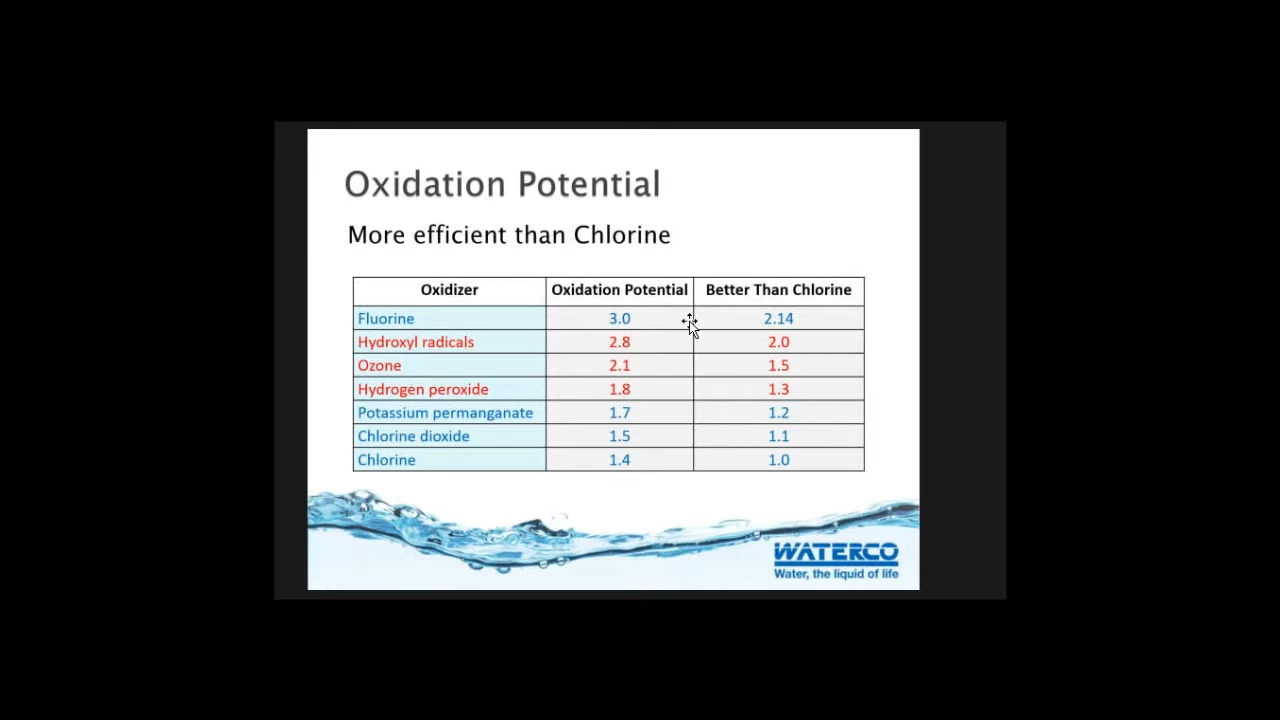 Oxidation Potential
More efficient than Chlorine
Oxidizer Oxidation Potential Better Than Chlorine
Fluorine 3.0 2.14
Hydroxyl radicals 2.8 2.0
Ozone 2.1 1.5
Hydrogen peroxide 1.8 1.3
Potassium permanganate 1.7 1.2
Chlorine dioxide 1.5 1.1
Chlorine 1.4 1.0
WATERCO
Water, the liquid of life